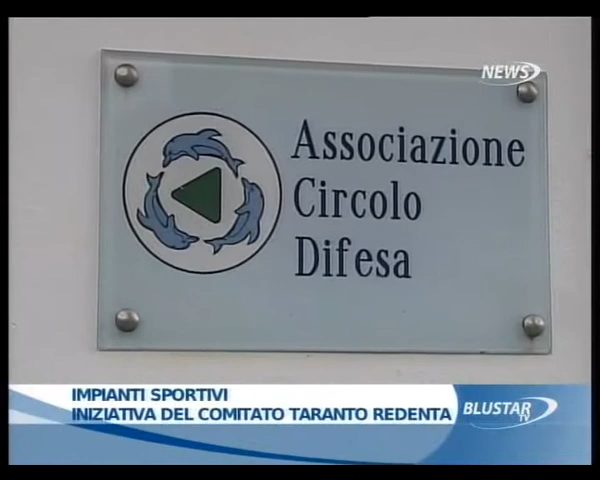 NEWS
Associazione
Circolo
Difesa
IMPIANTI SPORTIVI
INIZIATIVA DEL COMITATO TARANTO REDENTA
BLUSTAR
TV